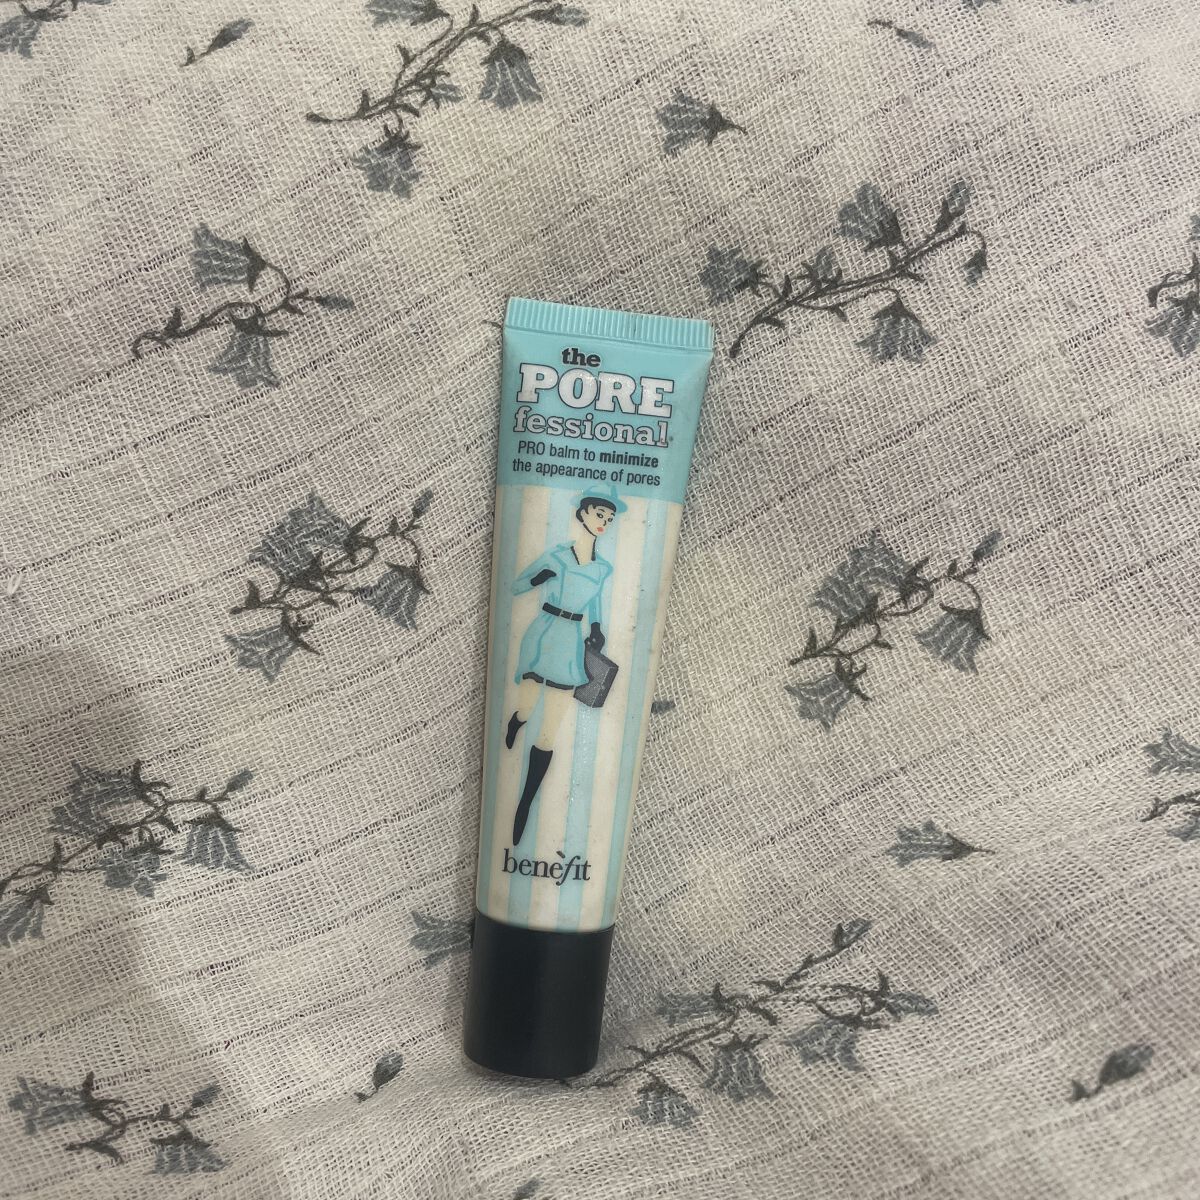 the
PORE
fessional
PRO balm to minimize
the appearance of pores
benefit